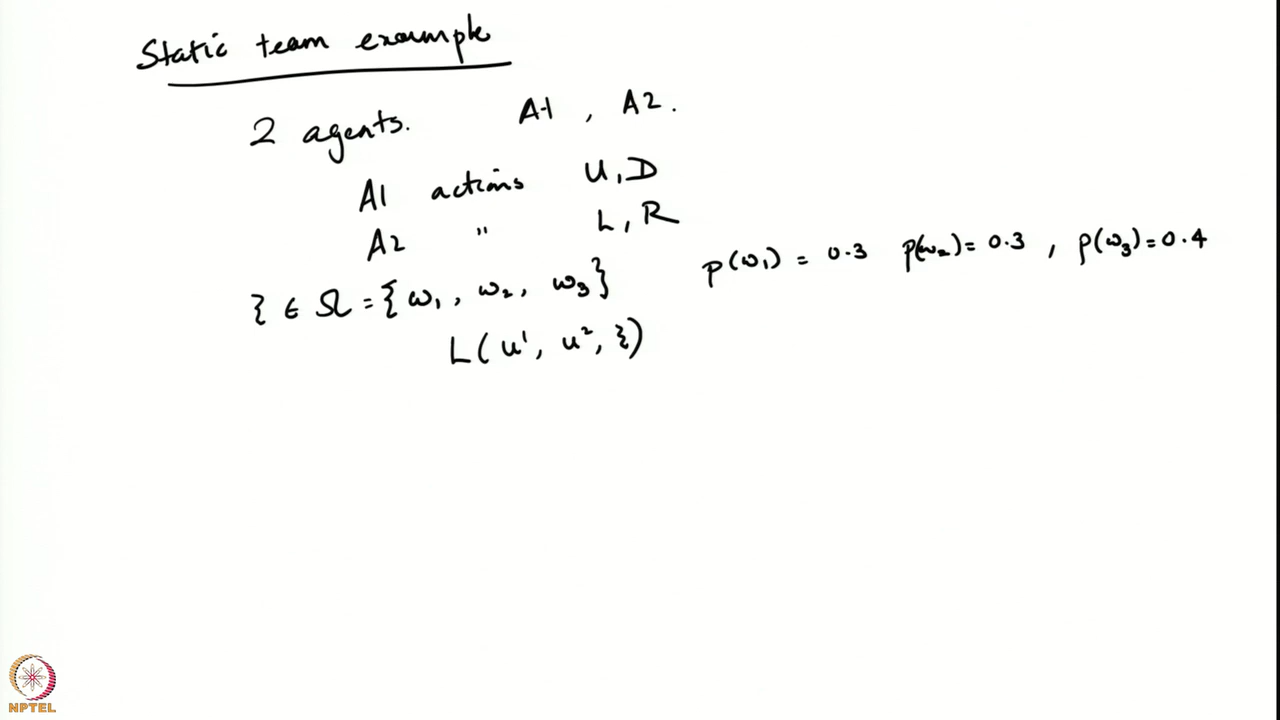 Static team example
2 agents. A1 , A2 .
A1 actions U, D
A2 " L, R
ξ ∈ Ω = {ω₁ , ω₂ , ω₃} p(ω₁) = 0.3 p(ω₂) = 0.3 , p(ω₃) = 0.4
L( u¹, u², ξ)
NPTEL